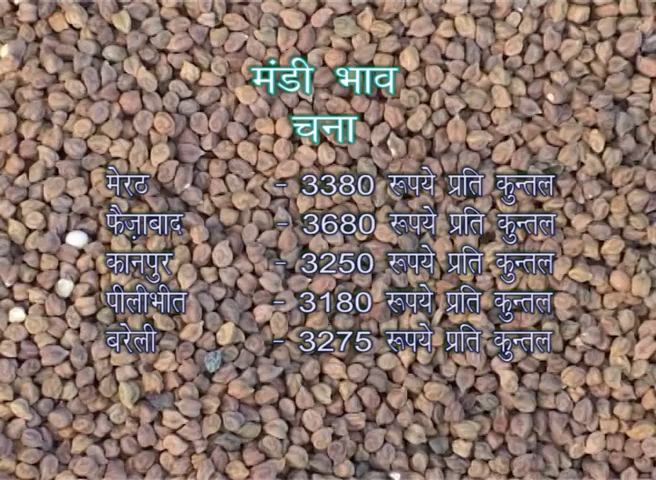 मंडी भाव
चना
मेरठ - 3380 रूपये प्रति कुन्तल
फैज़ाबाद - 3680 रूपये प्रति कुन्तल
कानपुर - 3250 रूपये प्रति कुन्तल
पीलीभीत - 3180 रूपये प्रति कुन्तल
बरेली - 3275 रूपये प्रति कुन्तल